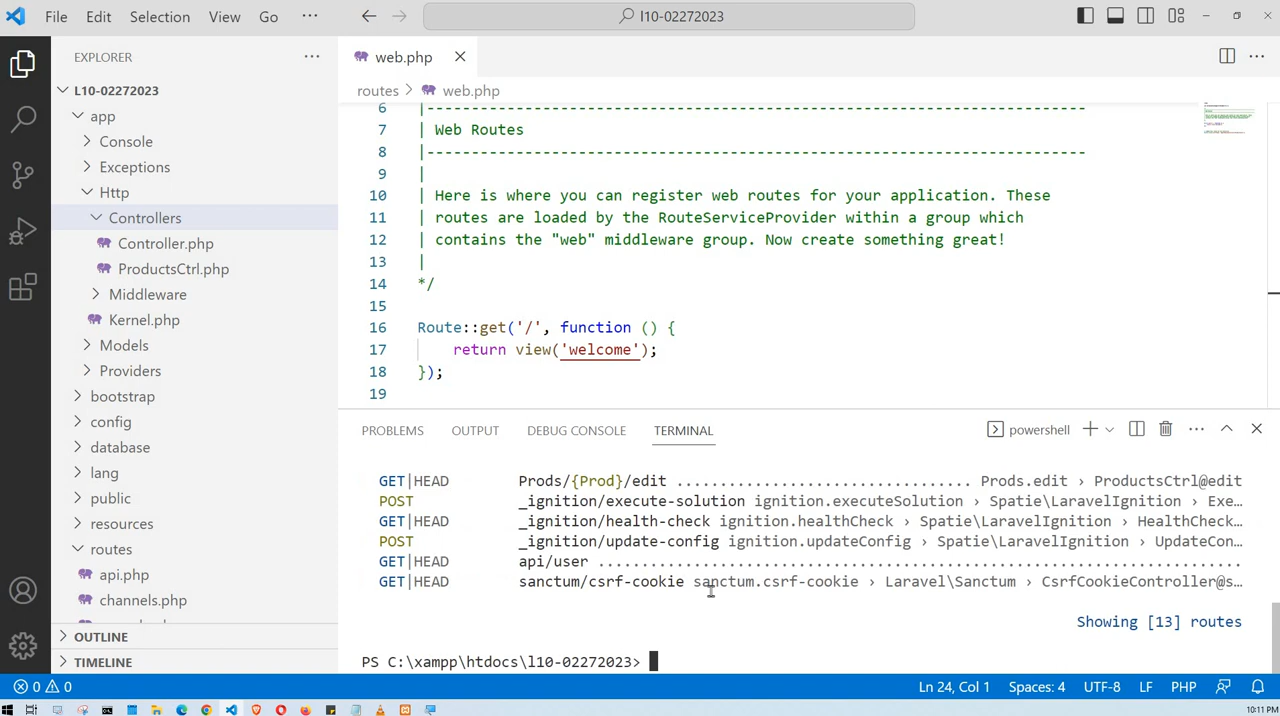 File Edit Selection View Go ··· l10-02272023
EXPLORER ···
L10-02272023
app
Console
Exceptions
Http
Controllers
Controller.php
ProductsCtrl.php
Middleware
Kernel.php
Models
Providers
bootstrap
config
database
lang
public
resources
routes
api.php
channels.php
OUTLINE
TIMELINE
web.php
routes > web.php
6 |--------------------------------------------------------------------------
7 | Web Routes
8 |--------------------------------------------------------------------------
9 |
10 | Here is where you can register web routes for your application. These
11 | routes are loaded by the RouteServiceProvider within a group which
12 | contains the "web" middleware group. Now create something great!
13 |
14 */
15
16 Route::get('/', function () {
17 return view('welcome');
18 });
19
PROBLEMS OUTPUT DEBUG CONSOLE TERMINAL powershell
GET|HEAD Prods/{Prod}/edit .................................. Prods.edit › ProductsCtrl@edit
POST _ignition/execute-solution ignition.executeSolution › Spatie\LaravelIgnition › Exe…
GET|HEAD _ignition/health-check ignition.healthCheck › Spatie\LaravelIgnition › HealthCheck…
POST _ignition/update-config ignition.updateConfig › Spatie\LaravelIgnition › UpdateCon…
GET|HEAD api/user ..........................................................................
GET|HEAD sanctum/csrf-cookie sanctum.csrf-cookie › Laravel\Sanctum › CsrfCookieController@s…
Showing [13] routes
PS C:\xampp\htdocs\l10-02272023>
0 0 Ln 24, Col 1 Spaces: 4 UTF-8 LF PHP
10:11 PM